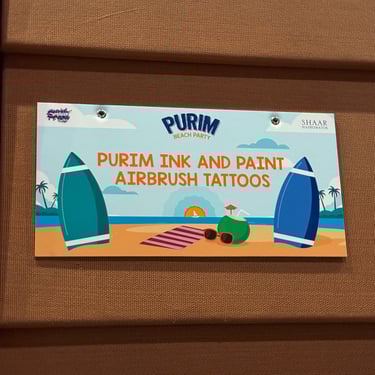 PURIM
BEACH PARTY
SHAAR
PURIM INK AND PAINT
AIRBRUSH TATTOOS